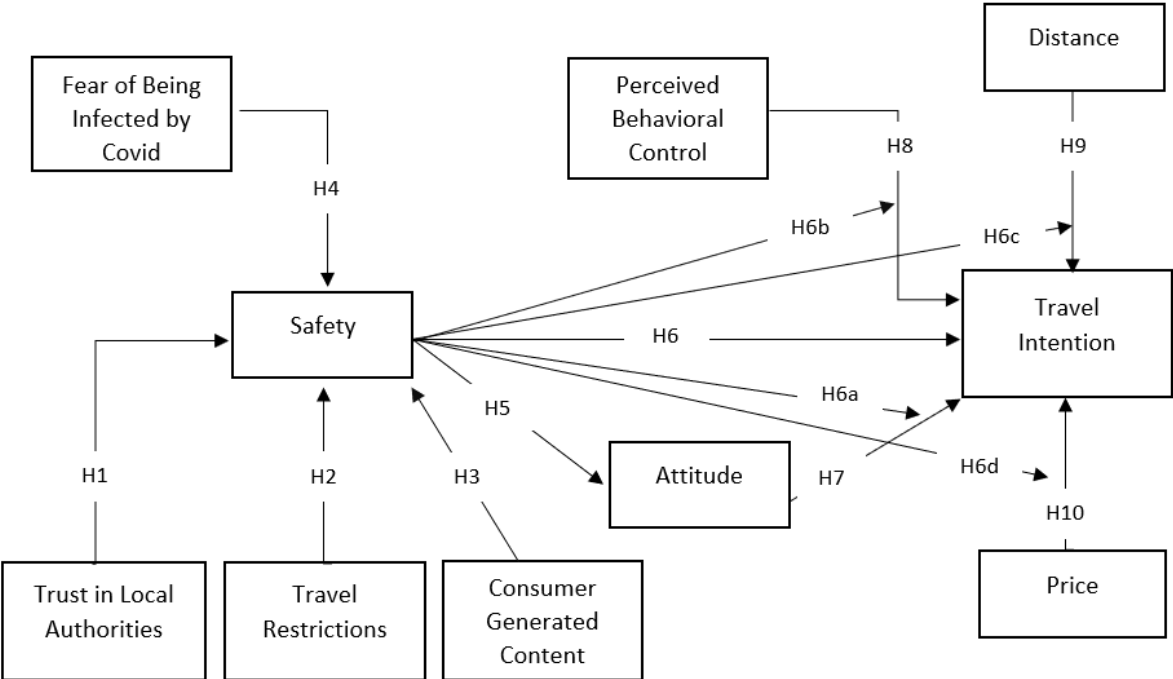 Distance
Fear of Being
Infected by
Covid
Perceived
Behavioral
Control
H8
H9
H4
H6b
H6c
Safety
Travel
Intention
H6
H6a
H5
Attitude
H7
H6d
H1
H2
H3
H10
Trust in Local
Authorities
Travel
Restrictions
Consumer
Generated
Content
Price